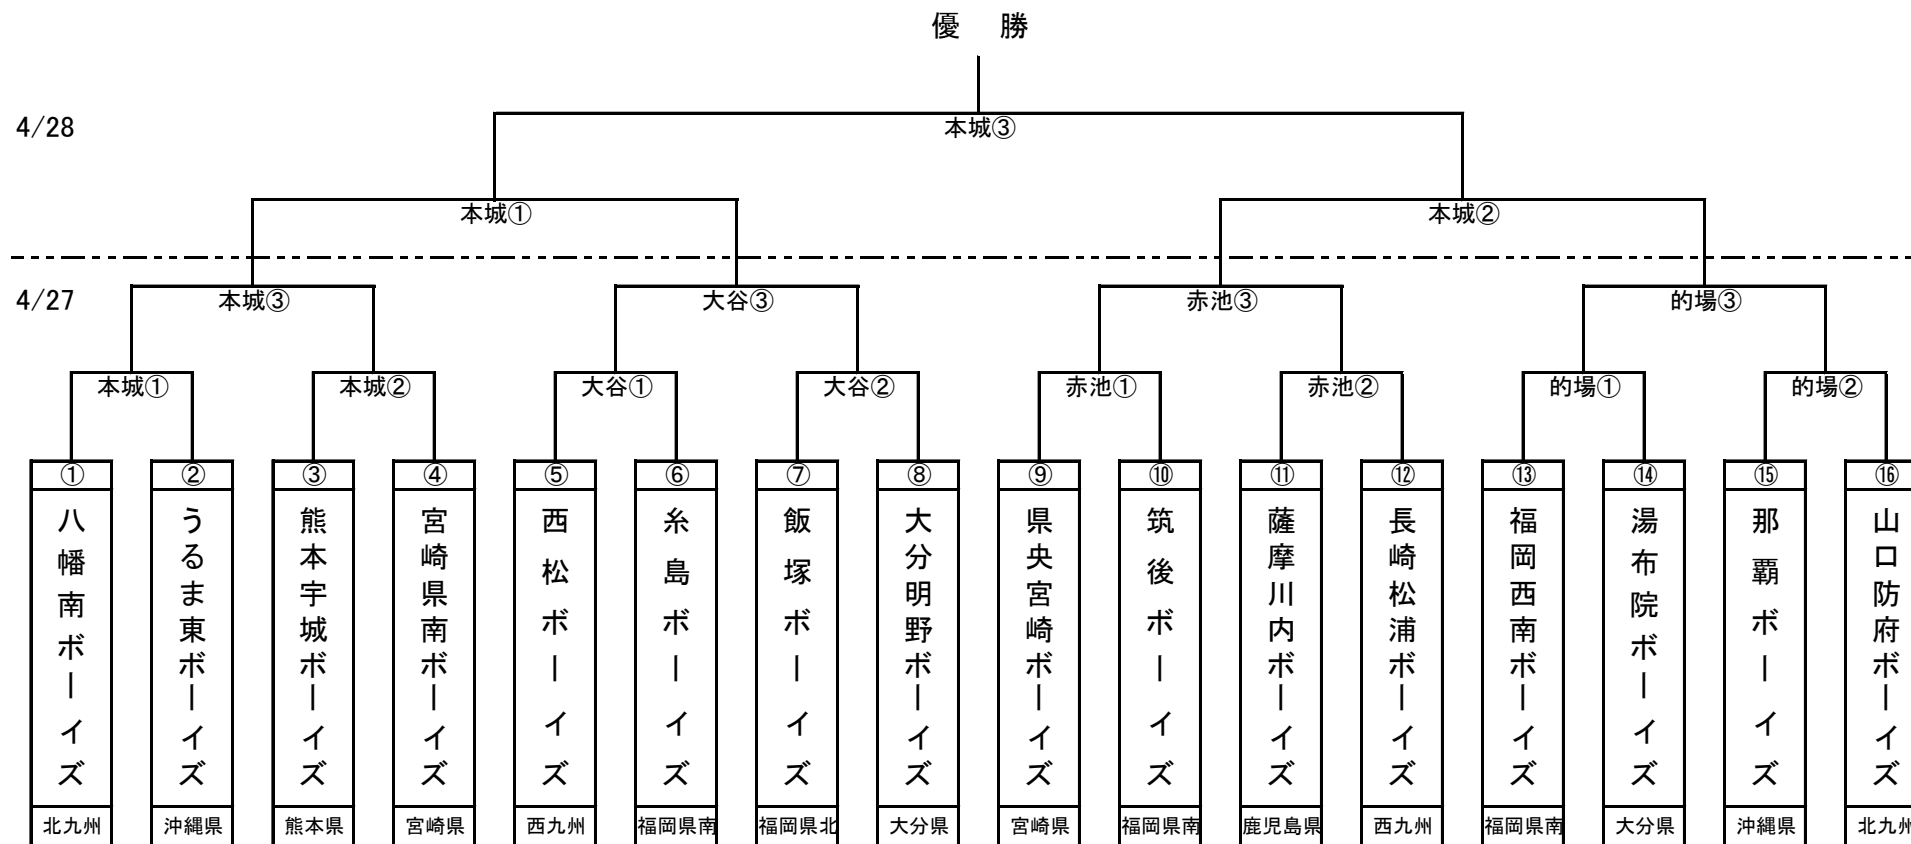 優 勝
4/28
本城③
本城① 本城②
4/27
本城③ 大谷③ 赤池③ 的場③
本城① 本城② 大谷① 大谷② 赤池① 赤池② 的場① 的場②
① ② ③ ④ ⑤ ⑥ ⑦ ⑧ ⑨ ⑩ ⑪ ⑫ ⑬ ⑭ ⑮ ⑯
八幡南ボーイズ
うるま東ボーイズ
熊本宇城ボーイズ
宮崎県南ボーイズ
西松ボーイズ
糸島ボーイズ
飯塚ボーイズ
大分明野ボーイズ
県央宮崎ボーイズ
筑後ボーイズ
薩摩川内ボーイズ
長崎松浦ボーイズ
福岡西南ボーイズ
湯布院ボーイズ
那覇ボーイズ
山口防府ボーイズ
北九州 沖縄県 熊本県 宮崎県 西九州 福岡県南 福岡県北 大分県 宮崎県 福岡県南 鹿児島県 西九州 福岡県南 大分県 沖縄県 北九州